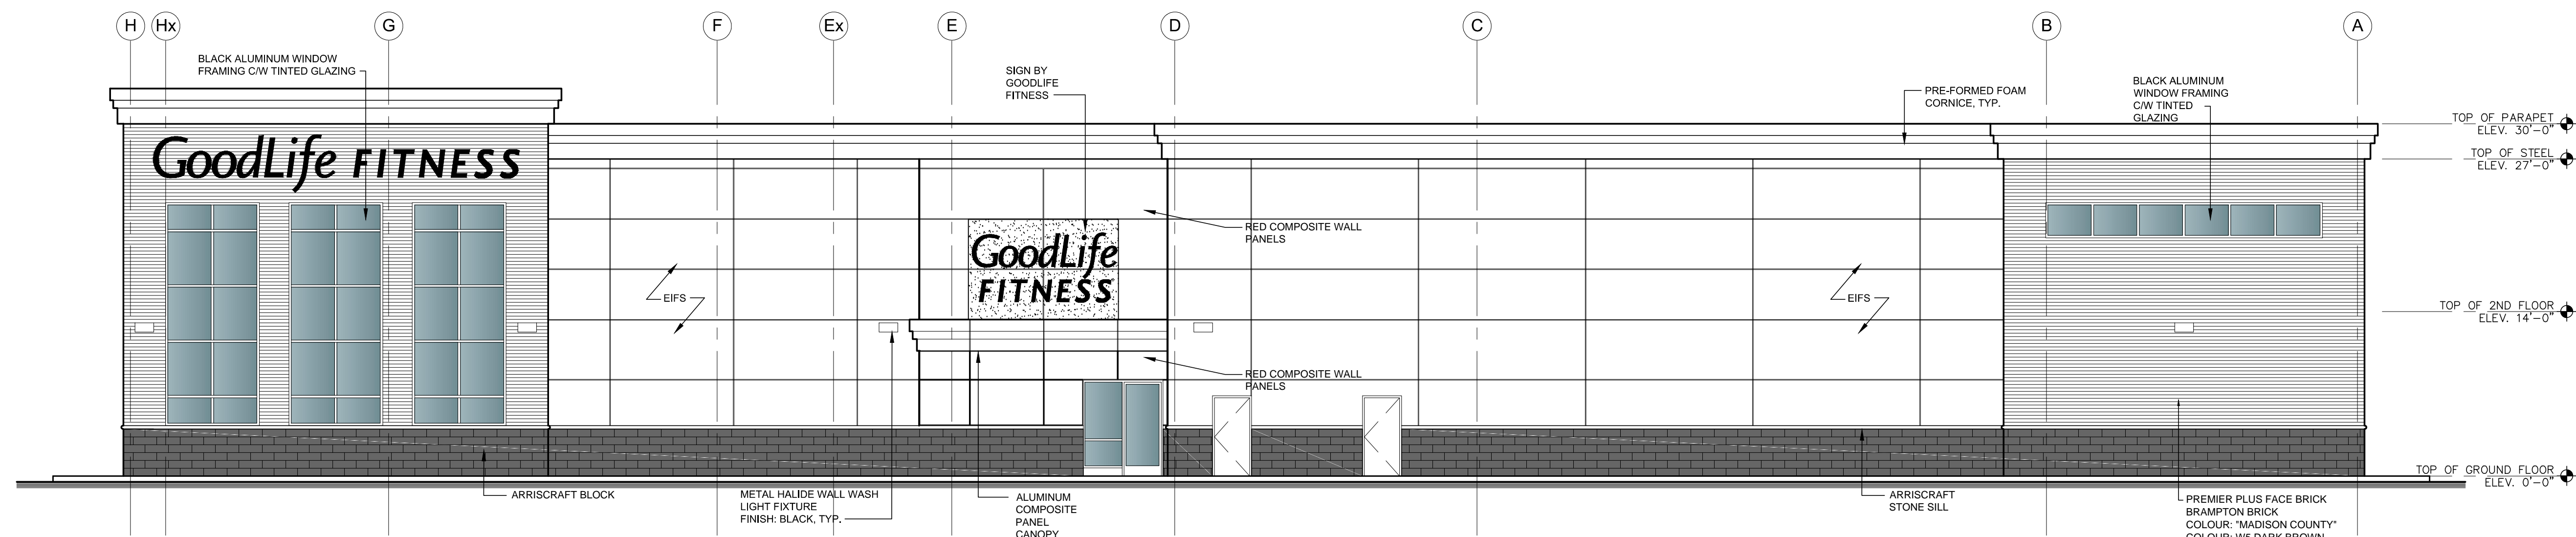 H
Hx
G
F
Ex
E
D
C
B
A
BLACK ALUMINUM WINDOW
FRAMING C/W TINTED GLAZING
SIGN BY
GOODLIFE
FITNESS
PRE-FORMED FOAM
CORNICE, TYP.
BLACK ALUMINUM
WINDOW FRAMING
C/W TINTED
GLAZING
TOP OF PARAPET
ELEV. 30'-0"
TOP OF STEEL
ELEV. 27'-0"
GoodLife FITNESS
RED COMPOSITE WALL
PANELS
GoodLife
FITNESS
EIFS
EIFS
TOP OF 2ND FLOOR
ELEV. 14'-0"
RED COMPOSITE WALL
PANELS
TOP OF GROUND FLOOR
ELEV. 0'-0"
ARRISCRAFT BLOCK
METAL HALIDE WALL WASH
LIGHT FIXTURE
FINISH: BLACK, TYP.
ALUMINUM
COMPOSITE
PANEL
CANOPY
ARRISCRAFT
STONE SILL
PREMIER PLUS FACE BRICK
BRAMPTON BRICK
COLOUR: "MADISON COUNTY"
COLOUR: W5 DARK BROWN